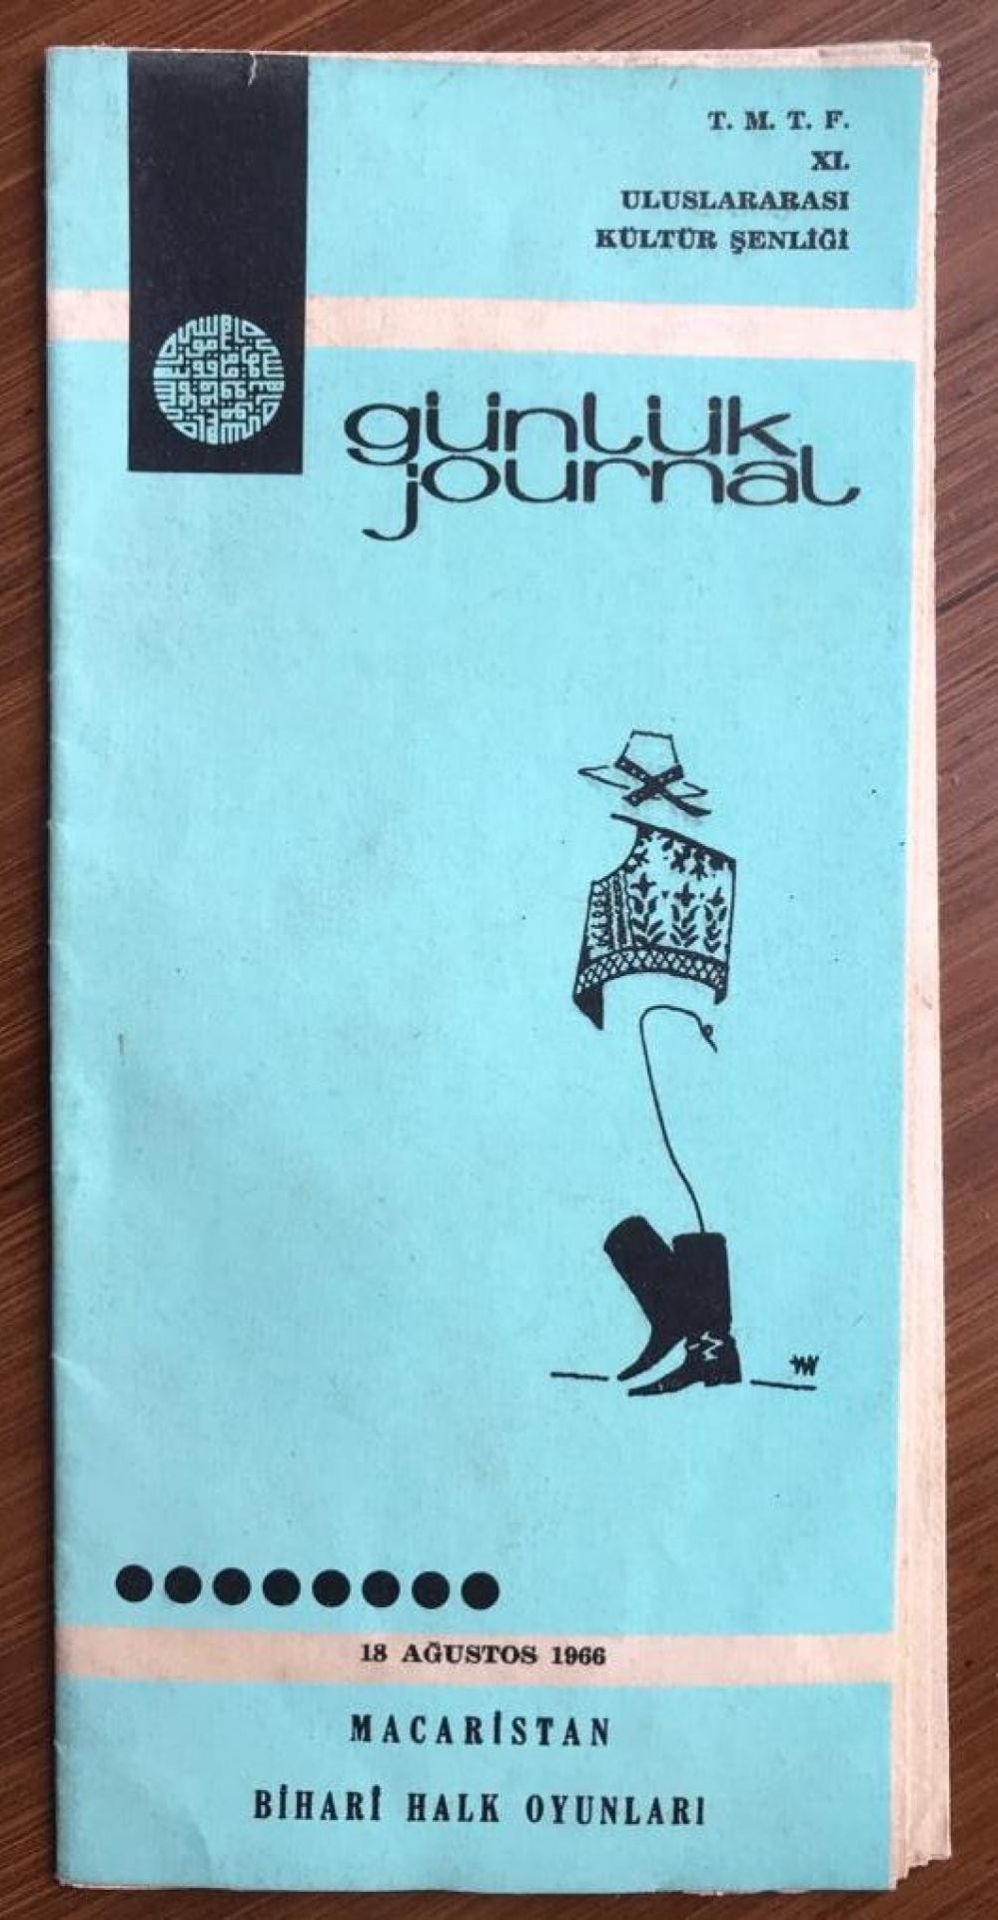 T. M. T. F.
XI.
ULUSLARARASI
KÜLTÜR ŞENLİĞİ
günlük
journal
18 AĞUSTOS 1966
MACARİSTAN
BİHARİ HALK OYUNLARI